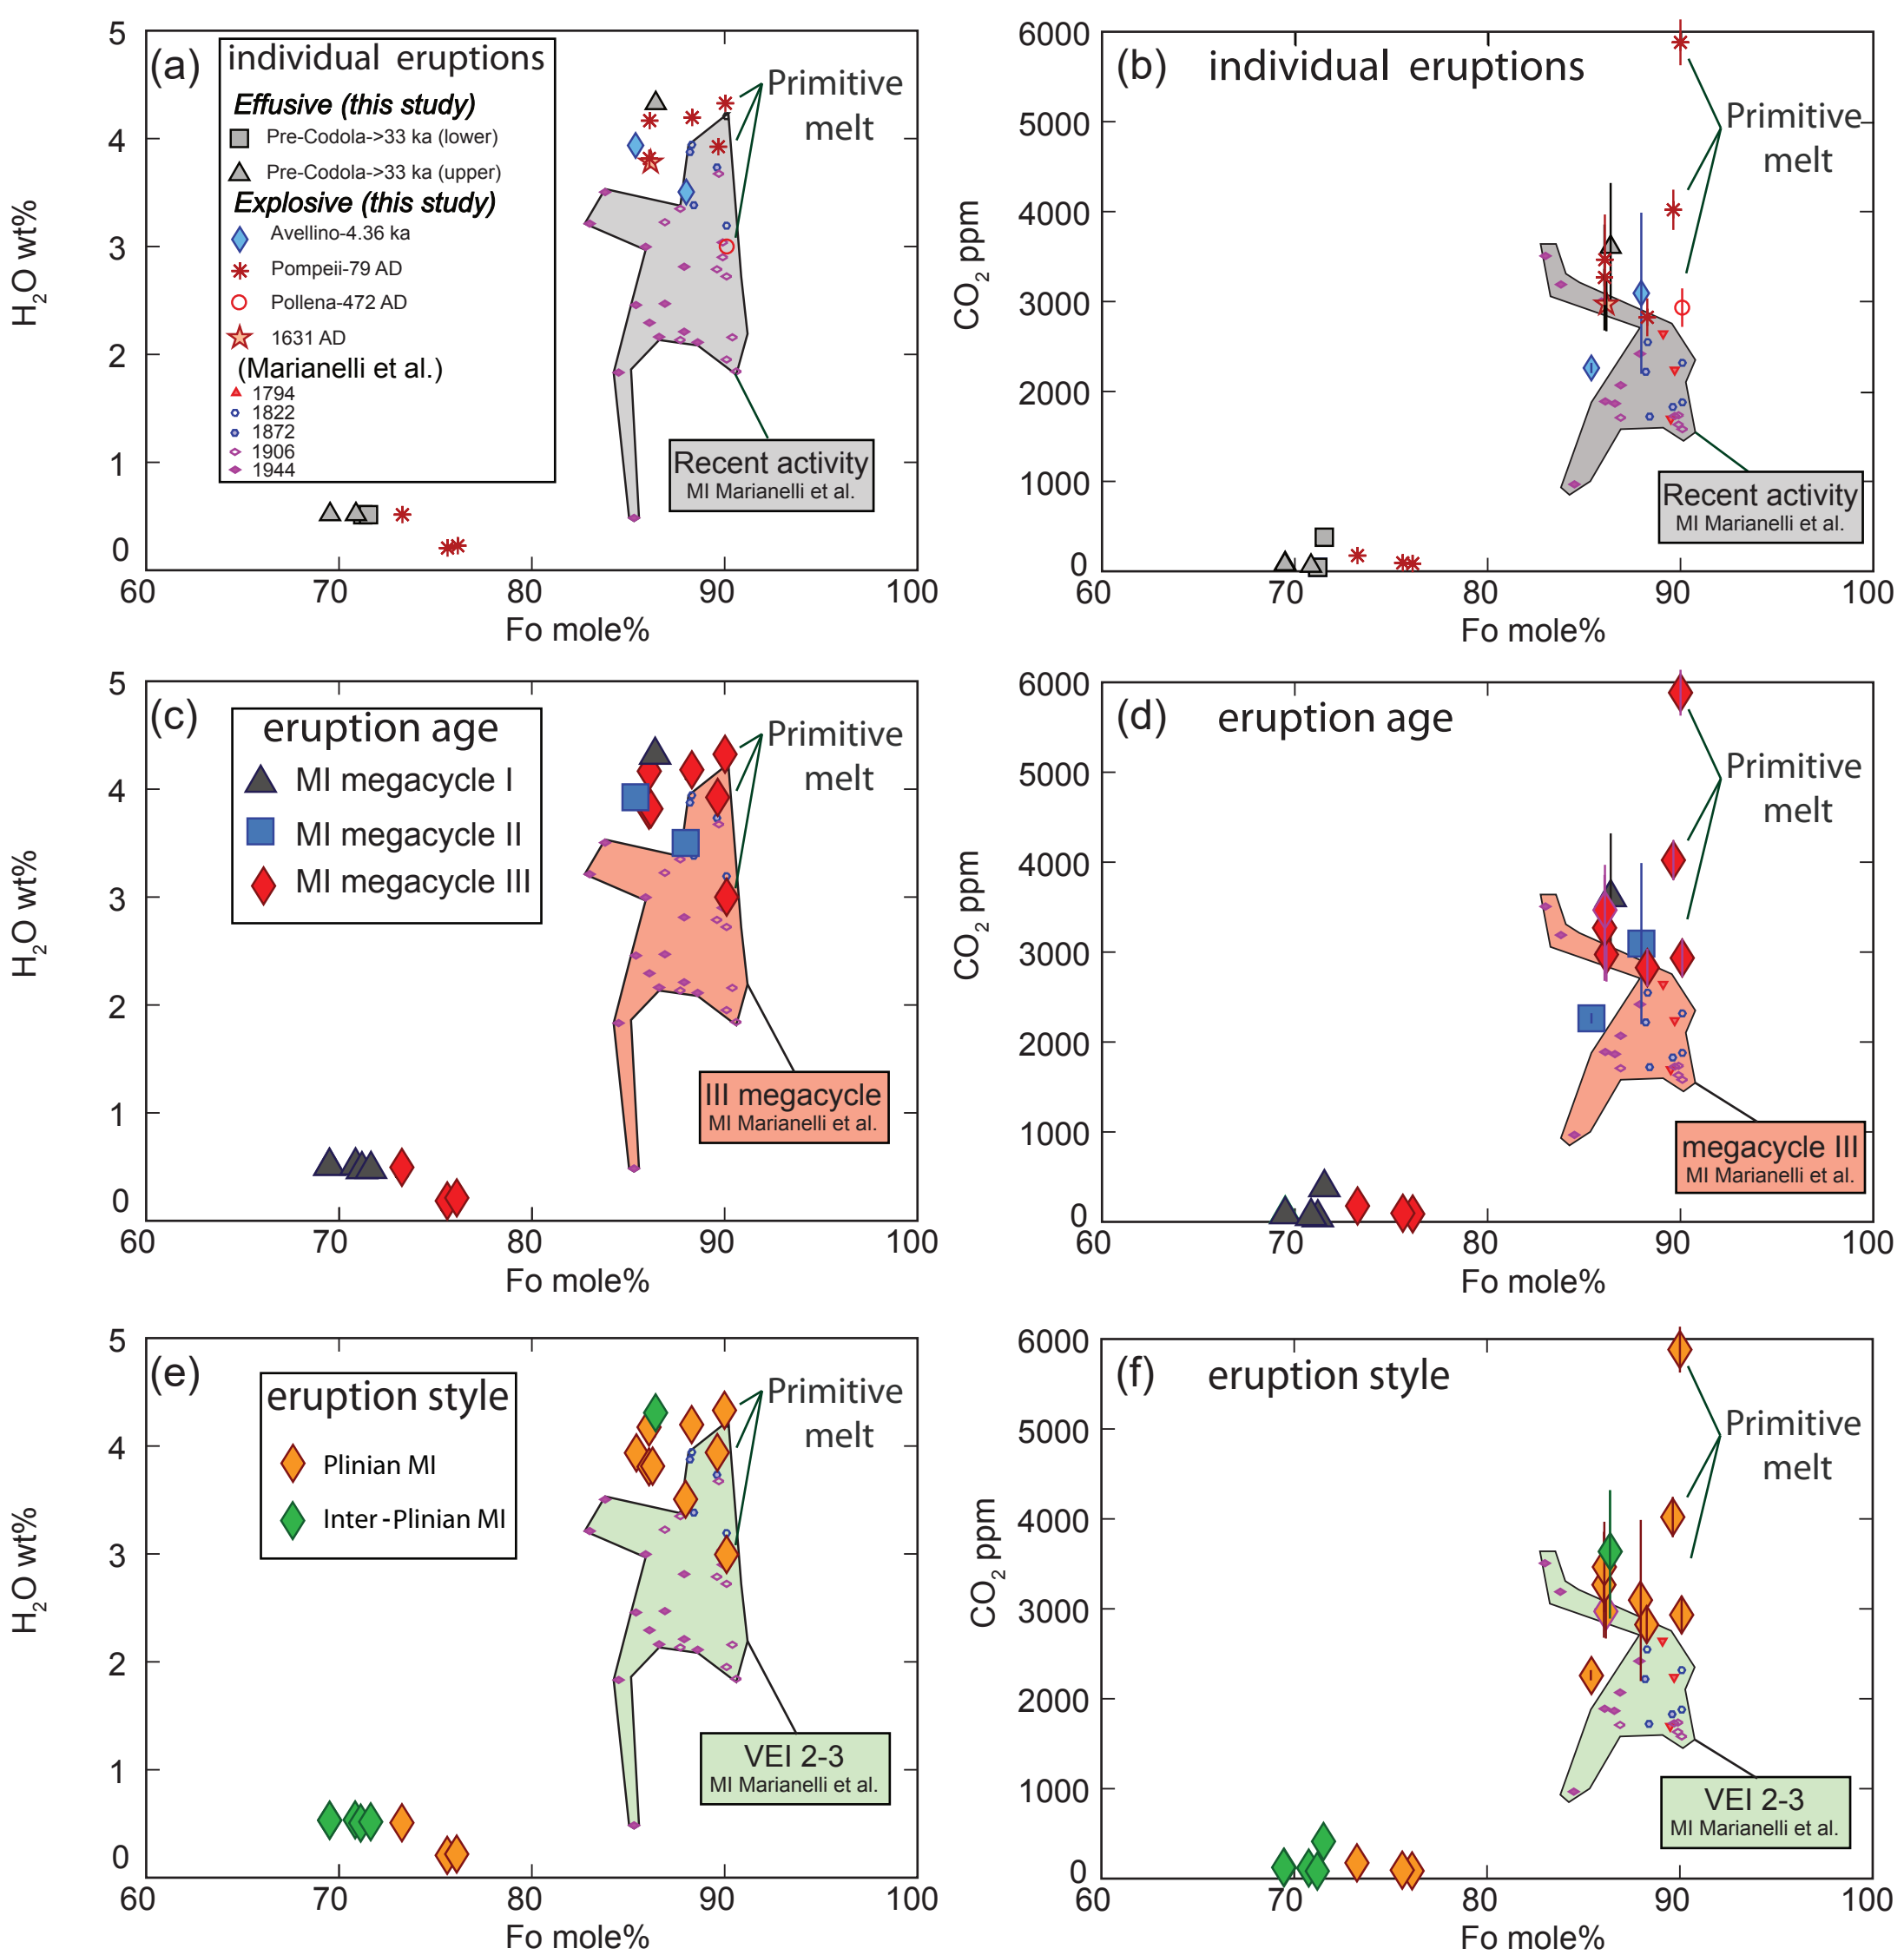 (a)
individual eruptions
Effusive (this study)
Pre-Codola->33 ka (lower)
Pre-Codola->33 ka (upper)
Explosive (this study)
Avellino-4.36 ka
Pompeii-79 AD
Pollena-472 AD
1631 AD
(Marianelli et al.)
1794
1822
1872
1906
1944
Primitive
melt
Recent activity
MI Marianelli et al.
5
4
3
2
1
0
H2O wt%
60 70 80 90 100
Fo mole%
(b) individual eruptions
Primitive
melt
Recent activity
MI Marianelli et al.
6000
5000
4000
3000
2000
1000
0
CO2 ppm
60 70 80 90 100
Fo mole%
(c)
eruption age
MI megacycle I
MI megacycle II
MI megacycle III
Primitive
melt
III megacycle
MI Marianelli et al.
5
4
3
2
1
0
H2O wt%
60 70 80 90 100
Fo mole%
(d) eruption age
Primitive
melt
megacycle III
MI Marianelli et al.
6000
5000
4000
3000
2000
1000
0
CO2 ppm
60 70 80 90 100
Fo mole%
(e)
eruption style
Plinian MI
Inter-Plinian MI
Primitive
melt
VEI 2-3
MI Marianelli et al.
5
4
3
2
1
0
H2O wt%
60 70 80 90 100
Fo mole%
(f) eruption style
Primitive
melt
VEI 2-3
MI Marianelli et al.
6000
5000
4000
3000
2000
1000
0
CO2 ppm
60 70 80 90 100
Fo mole%